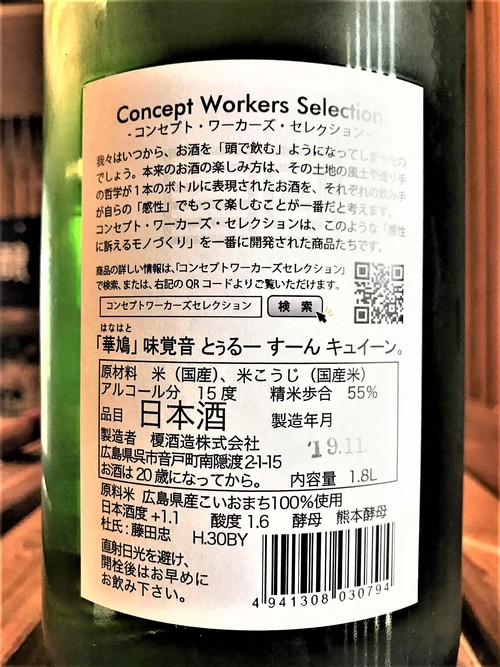 Concept Workers Selection
-コンセプト・ワーカーズ・セレクション-
我々はいつから、お酒を「頭で飲む」ようになってしまったの
でしょう。本来のお酒の楽しみ方は、その土地の風土や造り手
の哲学が1本のボトルに表現されたお酒を、それぞれの飲み手
が自らの「感性」でもって楽しむことが一番だと考えます。
コンセプト・ワーカーズ・セレクションは、このような「感性
に訴えるモノづくり」を一番に開発された商品たちです。
商品の詳しい情報は、「コンセプトワーカーズセレクション」
で検索、または、右記のQRコードよりご覧いただけます。
コンセプトワーカーズセレクション 検 索
はなはと
「華鳩」味覚音 とぅるー すーん キュイーン。
原材料 米(国産)、米こうじ(国産米)
アルコール分 15度 精米歩合 55%
品目 日本酒 製造年月
製造者 榎酒造株式会社 '19.11.
広島県呉市音戸町南隠渡2-1-15
お酒は20歳になってから。 内容量 1.8L
原料米 広島県産こいおまち100%使用
日本酒度+1.1 酸度1.6 酵母 熊本酵母
杜氏:藤田忠 H.30BY
直射日光を避け、
開栓後はお早めに
お飲み下さい。
4 941308 030794